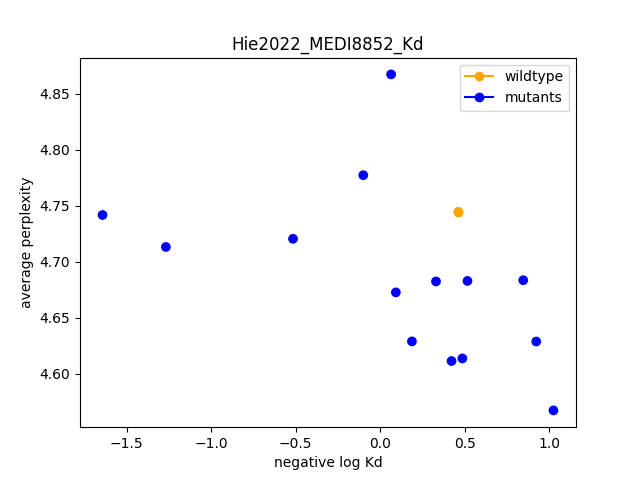 Hie2022_MEDI8852_Kd
wildtype
mutants
average perplexity
4.85
4.80
4.75
4.70
4.65
4.60
−1.5 −1.0 −0.5 0.0 0.5 1.0
negative log Kd